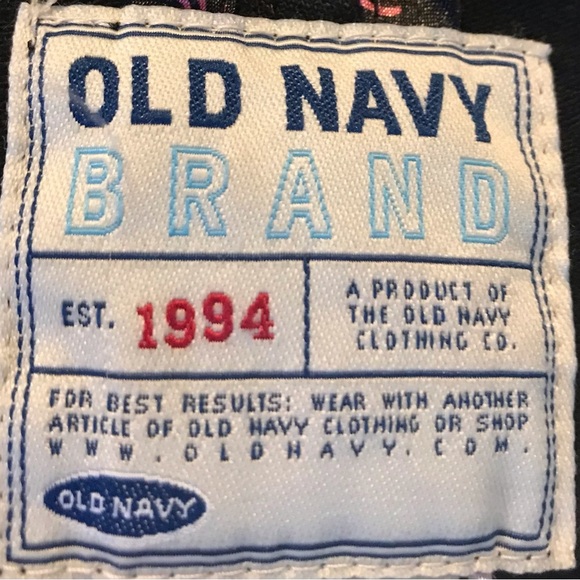 OLD NAVY
BRAND
EST. 1994
A PRODUCT OF
THE OLD NAVY
CLOTHING CO.
FOR BEST RESULTS: WEAR WITH ANOTHER
ARTICLE OF OLD NAVY CLOTHING OR SHOP
WWW.OLDNAVY.COM.
OLD NAVY